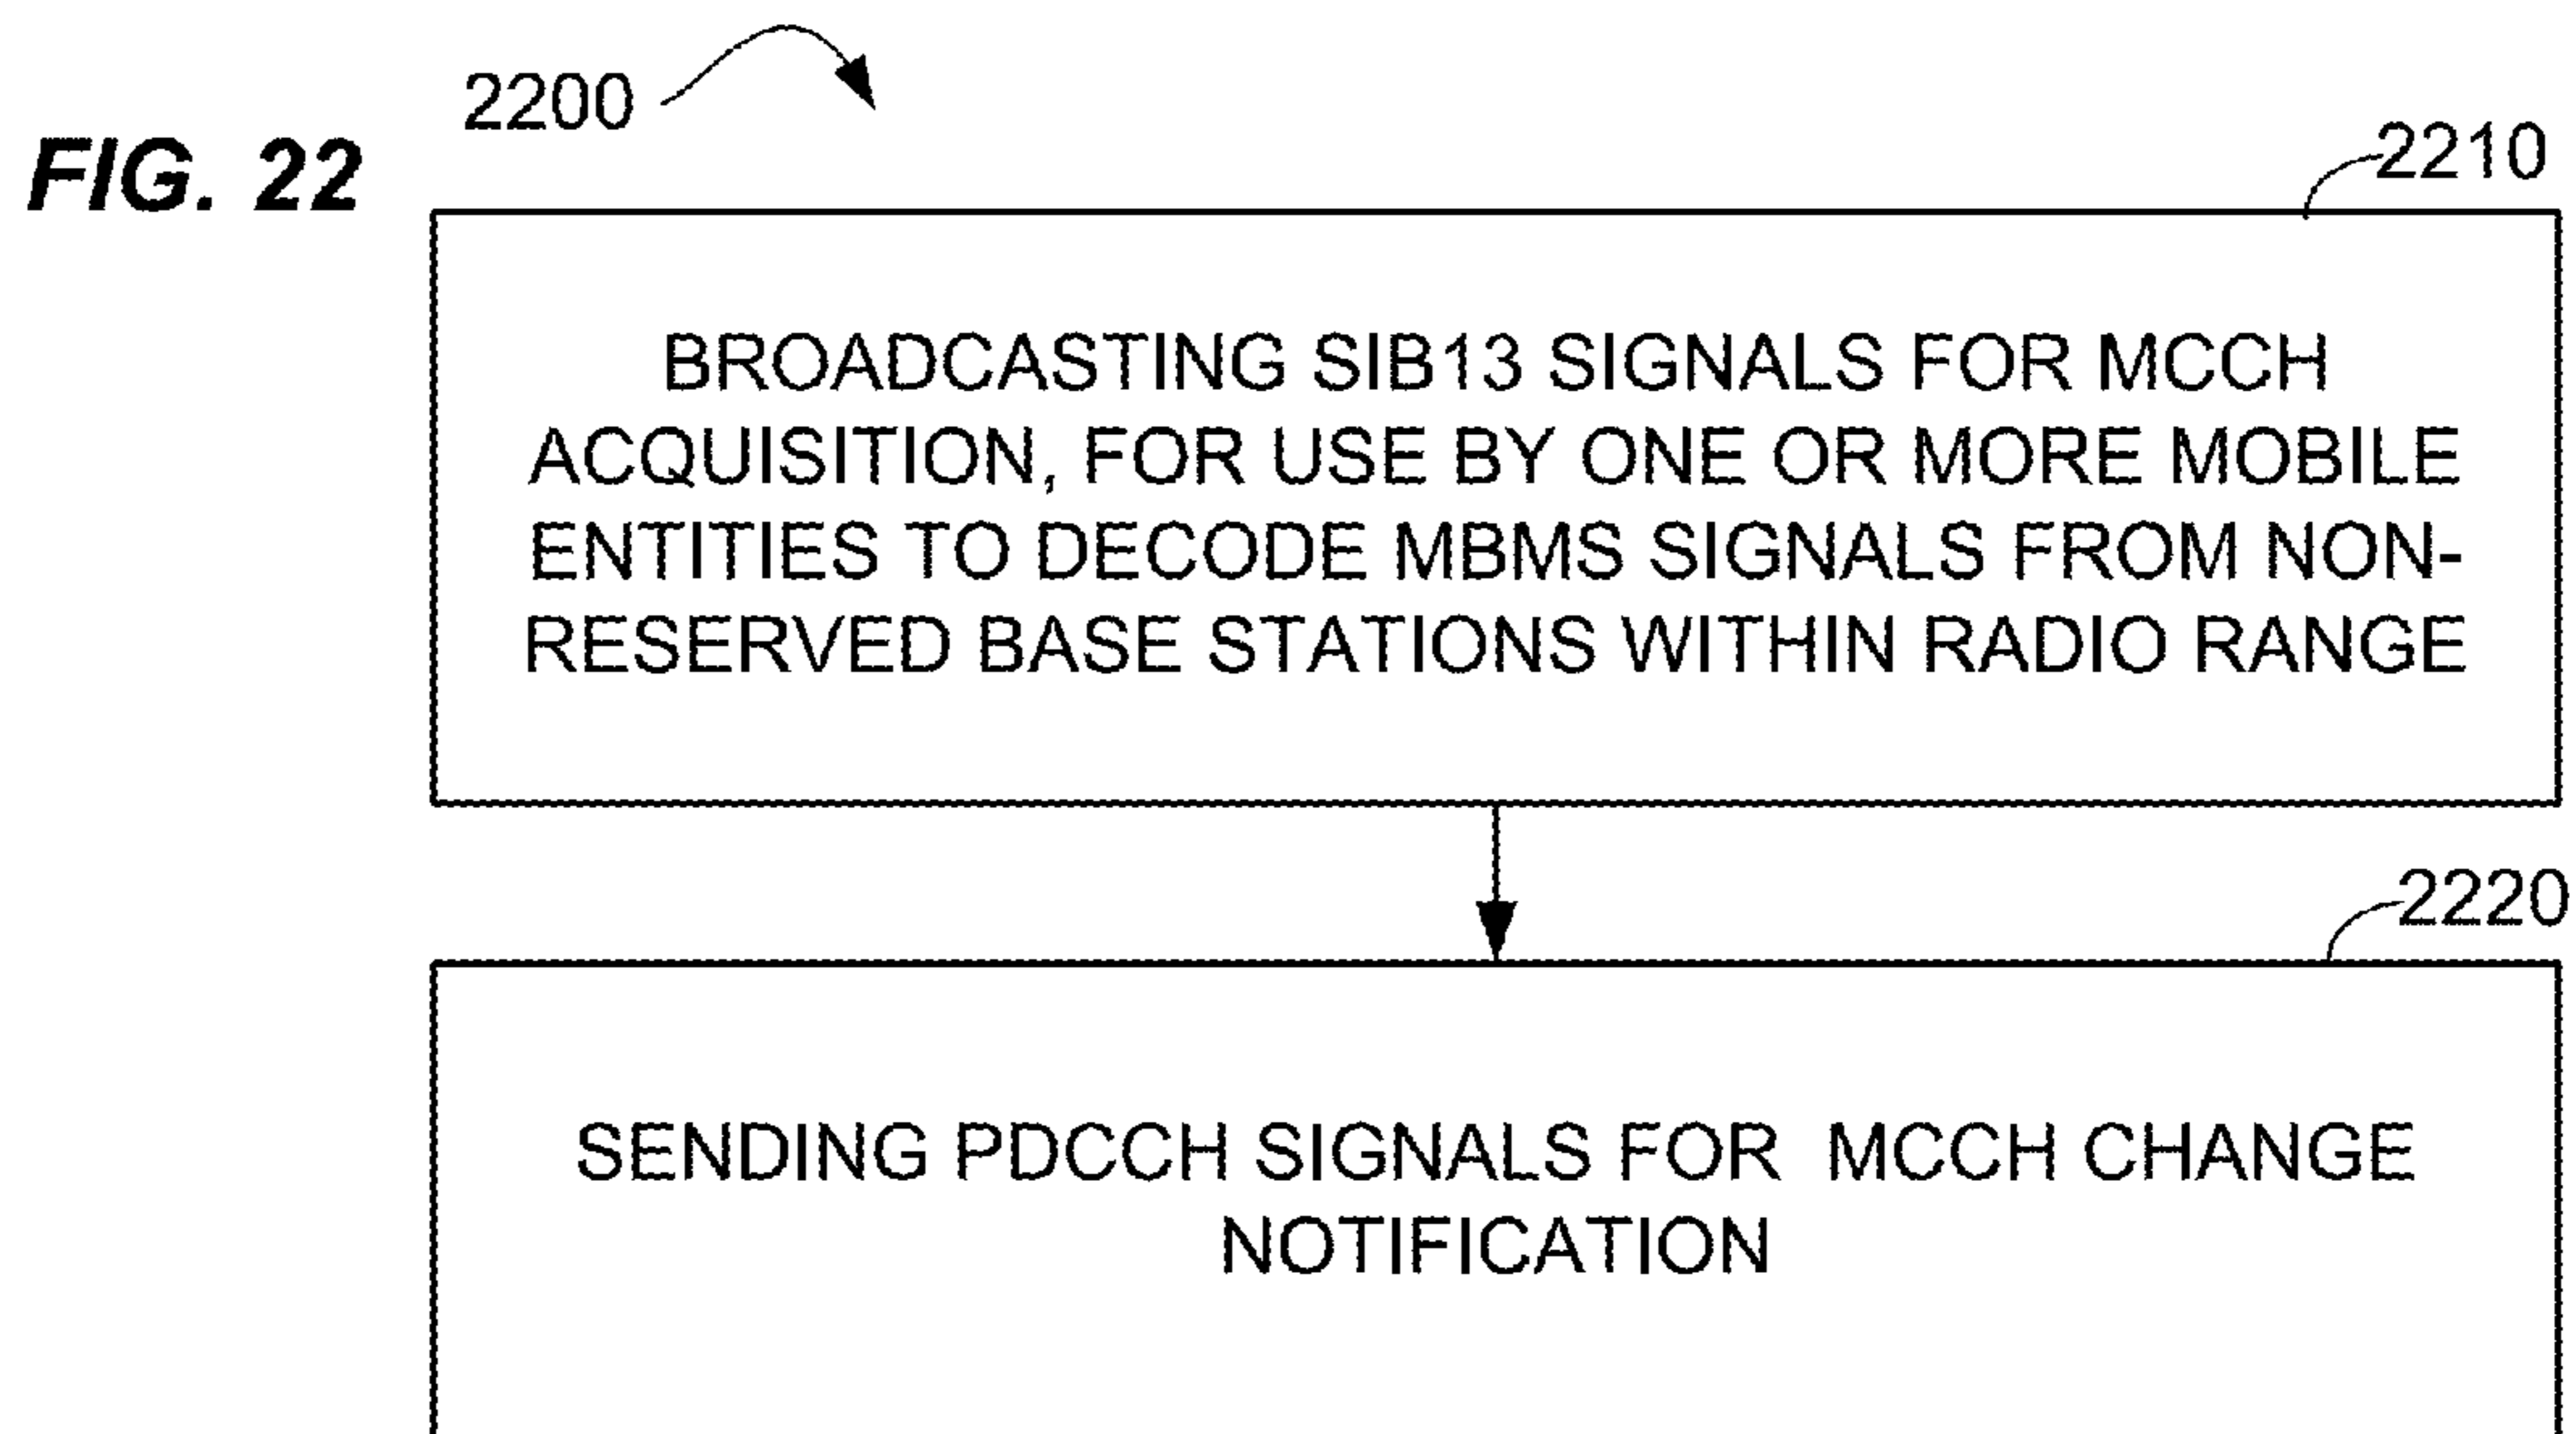 2200
FIG. 22
2210
BROADCASTING SIB13 SIGNALS FOR MCCH
ACQUISITION, FOR USE BY ONE OR MORE MOBILE
ENTITIES TO DECODE MBMS SIGNALS FROM NON-
RESERVED BASE STATIONS WITHIN RADIO RANGE
2220
SENDING PDCCH SIGNALS FOR MCCH CHANGE
NOTIFICATION